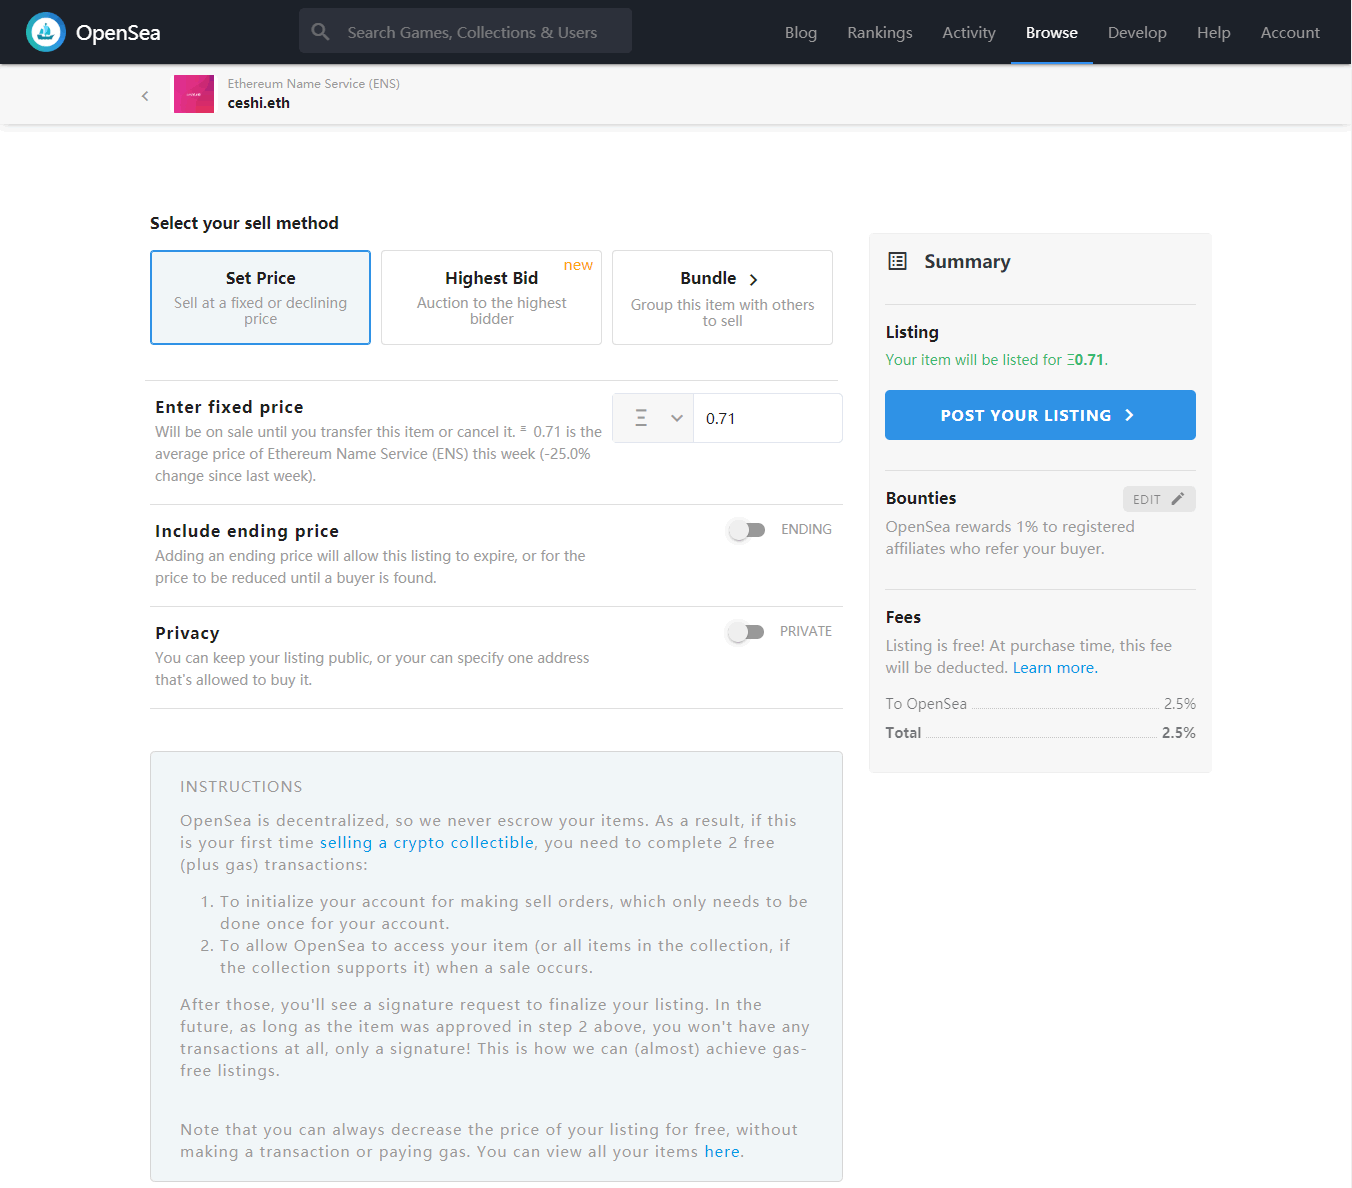 OpenSea
Search Games, Collections & Users
Blog
Rankings
Activity
Browse
Develop
Help
Account
Ethereum Name Service (ENS)
ceshi.eth
Select your sell method
Set Price
Sell at a fixed or declining
price
new
Highest Bid
Auction to the highest
bidder
Bundle
Group this item with others
to sell
Enter fixed price
Will be on sale until you transfer this item or cancel it. Ξ 0.71 is the
average price of Ethereum Name Service (ENS) this week (-25.0%
change since last week).
Ξ
0.71
Include ending price
Adding an ending price will allow this listing to expire, or for the
price to be reduced until a buyer is found.
ENDING
Privacy
You can keep your listing public, or your can specify one address
that's allowed to buy it.
PRIVATE
INSTRUCTIONS
OpenSea is decentralized, so we never escrow your items. As a result, if this
is your first time selling a crypto collectible, you need to complete 2 free
(plus gas) transactions:
1. To initialize your account for making sell orders, which only needs to be
done once for your account.
2. To allow OpenSea to access your item (or all items in the collection, if
the collection supports it) when a sale occurs.
After those, you'll see a signature request to finalize your listing. In the
future, as long as the item was approved in step 2 above, you won't have any
transactions at all, only a signature! This is how we can (almost) achieve gas-
free listings.
Note that you can always decrease the price of your listing for free, without
making a transaction or paying gas. You can view all your items here.
Summary
Listing
Your item will be listed for Ξ0.71.
POST YOUR LISTING
Bounties
EDIT
OpenSea rewards 1% to registered
affiliates who refer your buyer.
Fees
Listing is free! At purchase time, this fee
will be deducted. Learn more.
To OpenSea 2.5%
Total 2.5%